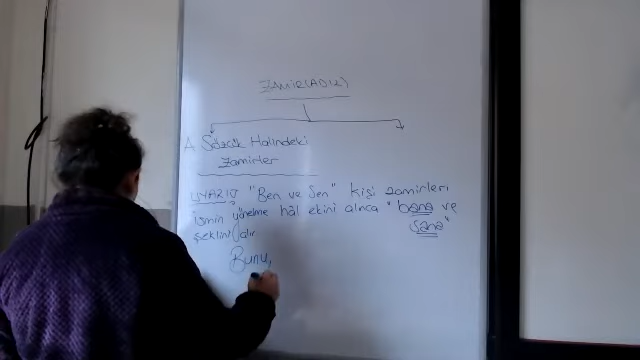 ZAMİR(ADIL)
A Sözcük Halindeki
Zamirler
UYARI "Ben ve Sen" kişi zamirleri
ismin yönelme hâl ekini alınca "bana ve
sana"
şeklini alır
Bunu,